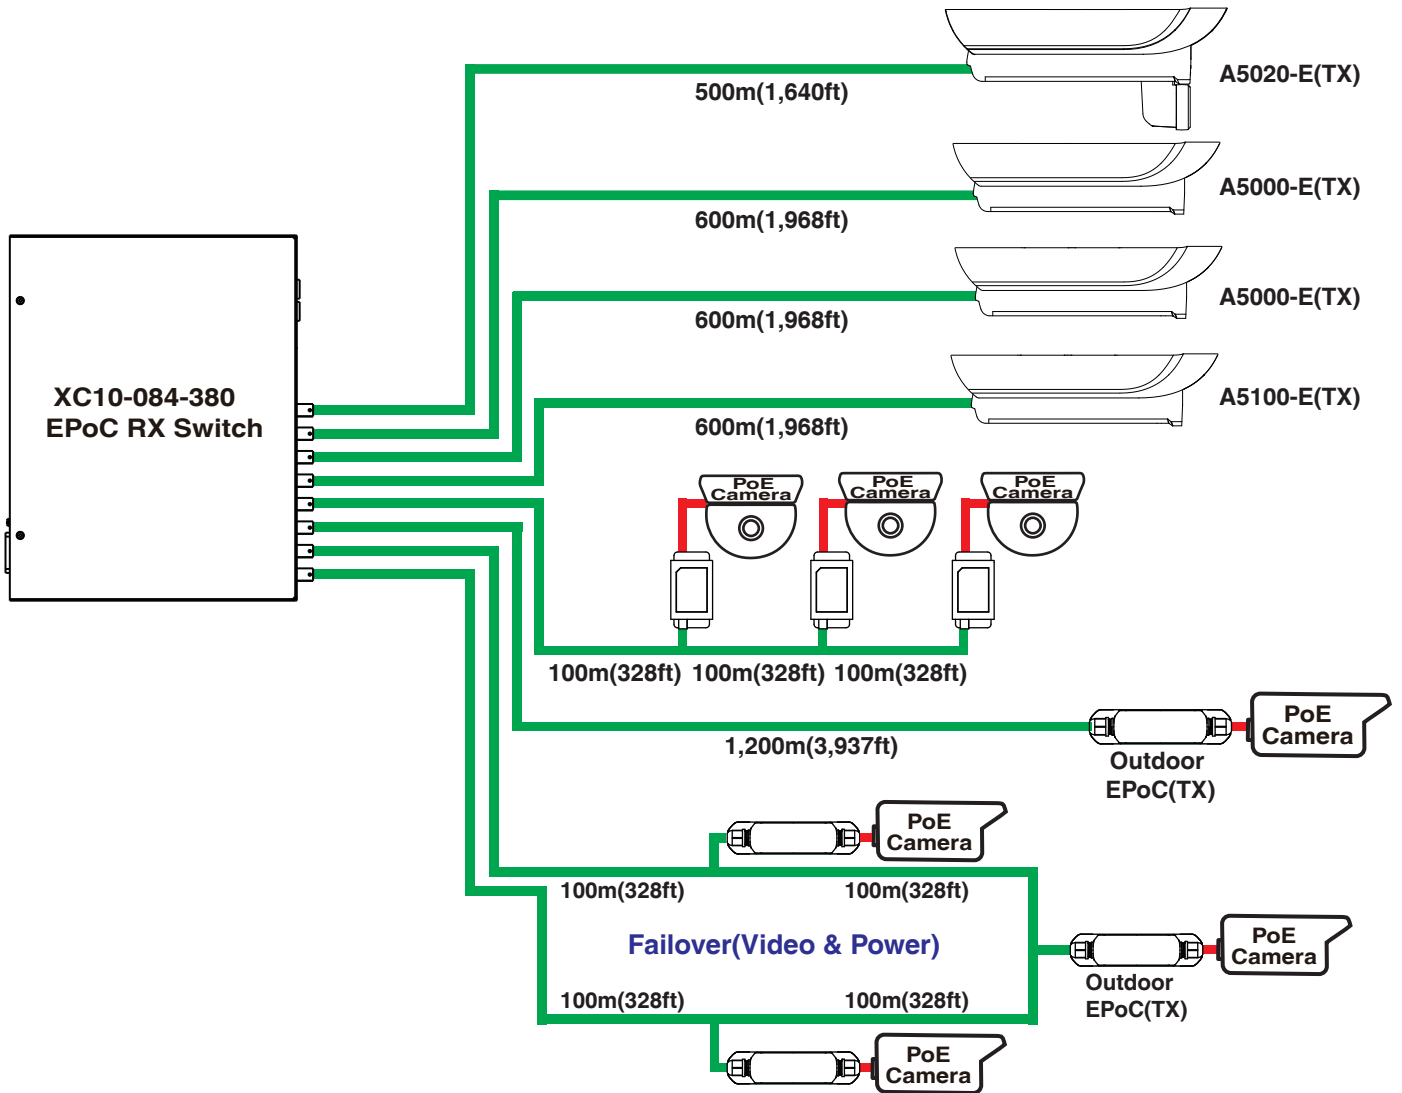 500m(1,640ft)
A5020-E(TX)
600m(1,968ft)
A5000-E(TX)
600m(1,968ft)
A5000-E(TX)
XC10-084-380
EPoC RX Switch
600m(1,968ft)
A5100-E(TX)
PoE
Camera
PoE
Camera
PoE
Camera
100m(328ft)
100m(328ft)
100m(328ft)
1,200m(3,937ft)
Outdoor
EPoC(TX)
PoE
Camera
PoE
Camera
100m(328ft)
100m(328ft)
Failover(Video & Power)
Outdoor
EPoC(TX)
PoE
Camera
100m(328ft)
100m(328ft)
PoE
Camera